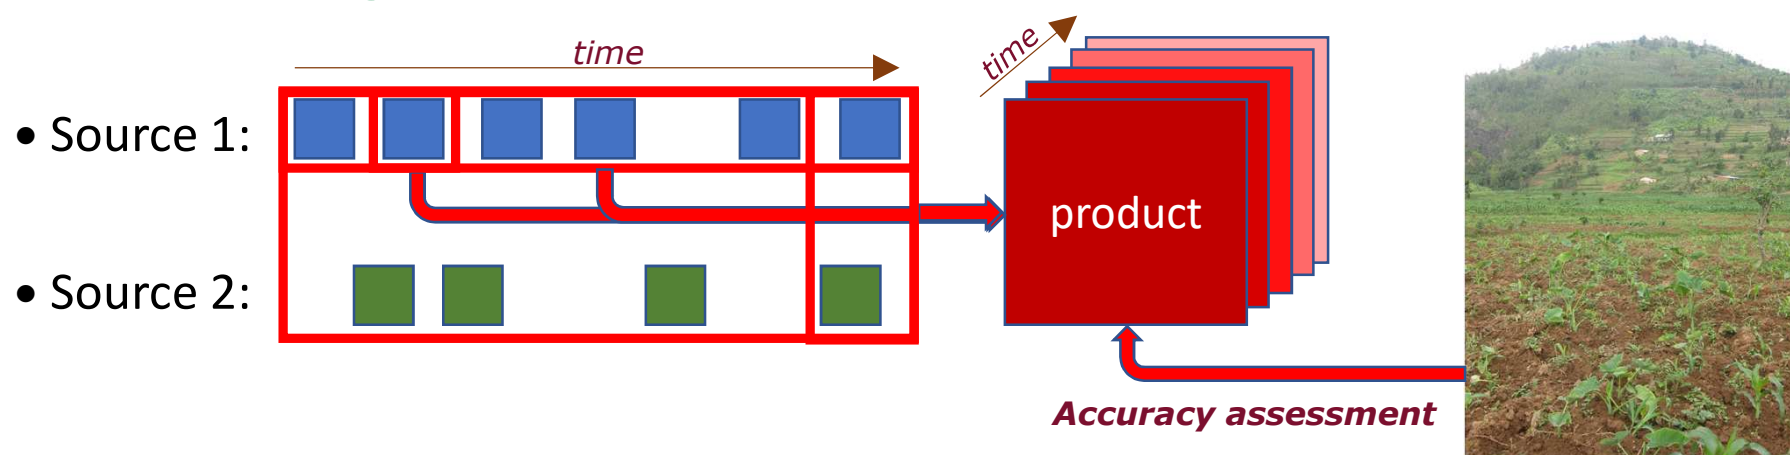 time
time
• Source 1:
product
• Source 2:
Accuracy assessment